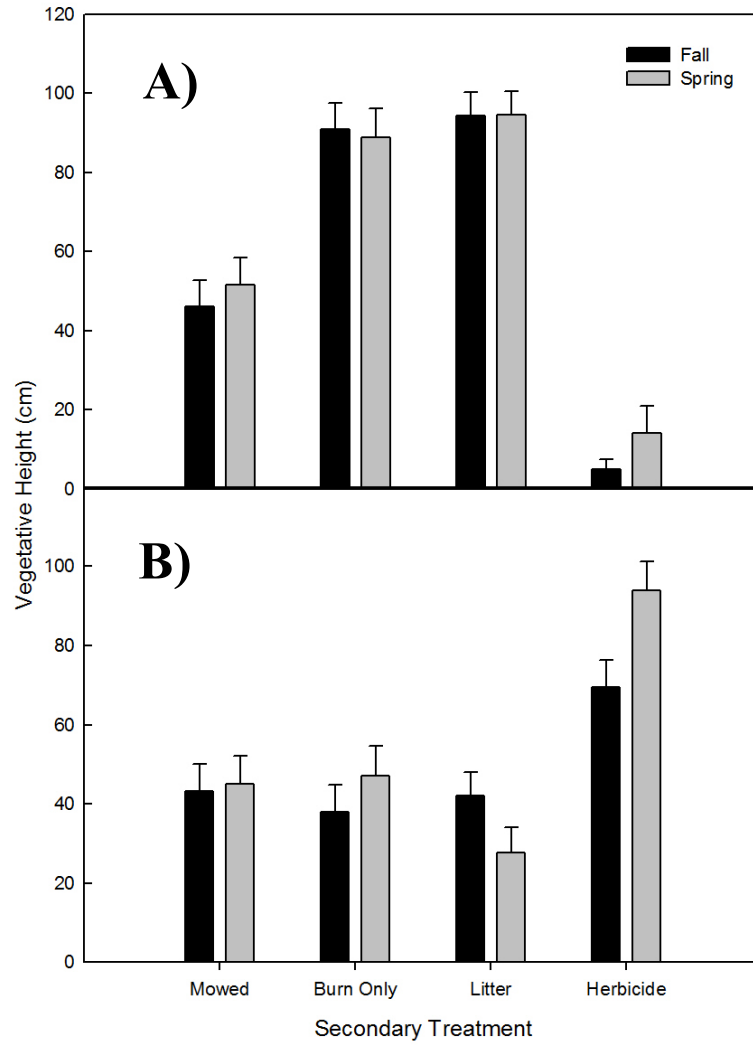 120
A)
Fall
Spring
100
80
60
40
20
0
Vegetative Height (cm)
B)
100
80
60
40
20
0
Mowed Burn Only Litter Herbicide
Secondary Treatment